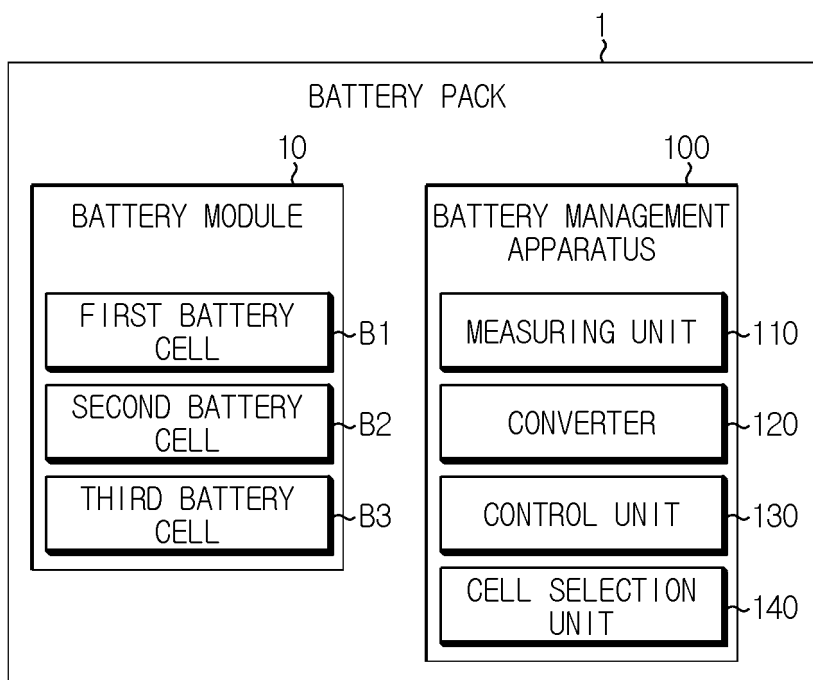 1
BATTERY PACK
10
BATTERY MODULE
FIRST BATTERY
CELL
B1
SECOND BATTERY
CELL
B2
THIRD BATTERY
CELL
B3
100
BATTERY MANAGEMENT
APPARATUS
MEASURING UNIT
110
CONVERTER
120
CONTROL UNIT
130
CELL SELECTION
UNIT
140